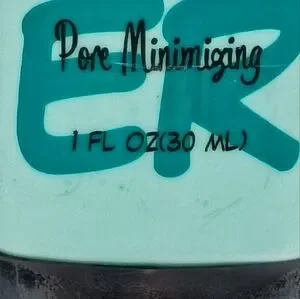 ER
Pore Minimizing
1 FL OZ(30 ML)